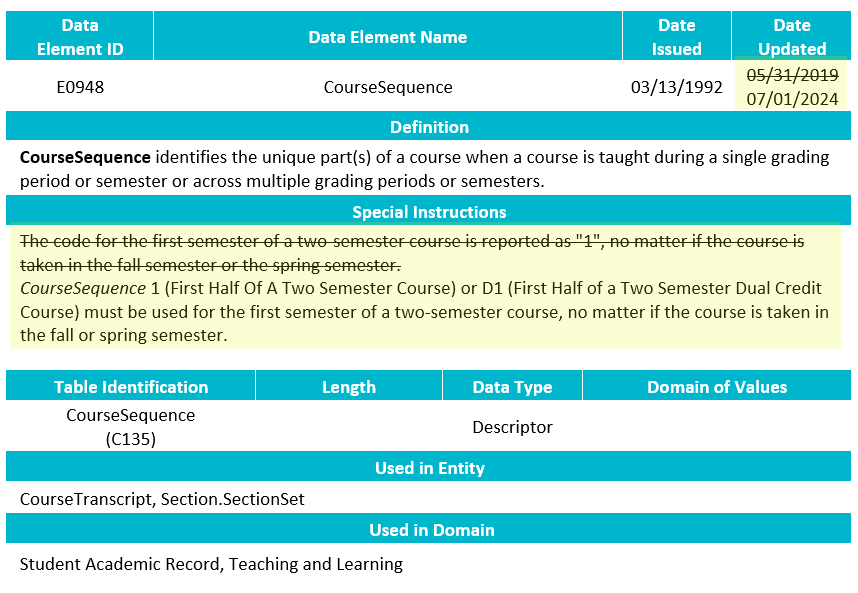 Data Element ID
Data Element Name
Date Issued
Date Updated
E0948
CourseSequence
03/13/1992
05/31/2019
07/01/2024
Definition
CourseSequence identifies the unique part(s) of a course when a course is taught during a single grading
period or semester or across multiple grading periods or semesters.
Special Instructions
The code for the first semester of a two-semester course is reported as "1", no matter if the course is
taken in the fall semester or the spring semester.
CourseSequence 1 (First Half Of A Two Semester Course) or D1 (First Half of a Two Semester Dual Credit
Course) must be used for the first semester of a two-semester course, no matter if the course is taken in
the fall or spring semester.
Table Identification
Length
Data Type
Domain of Values
CourseSequence
(C135)
Descriptor
Used in Entity
CourseTranscript, Section.SectionSet
Used in Domain
Student Academic Record, Teaching and Learning